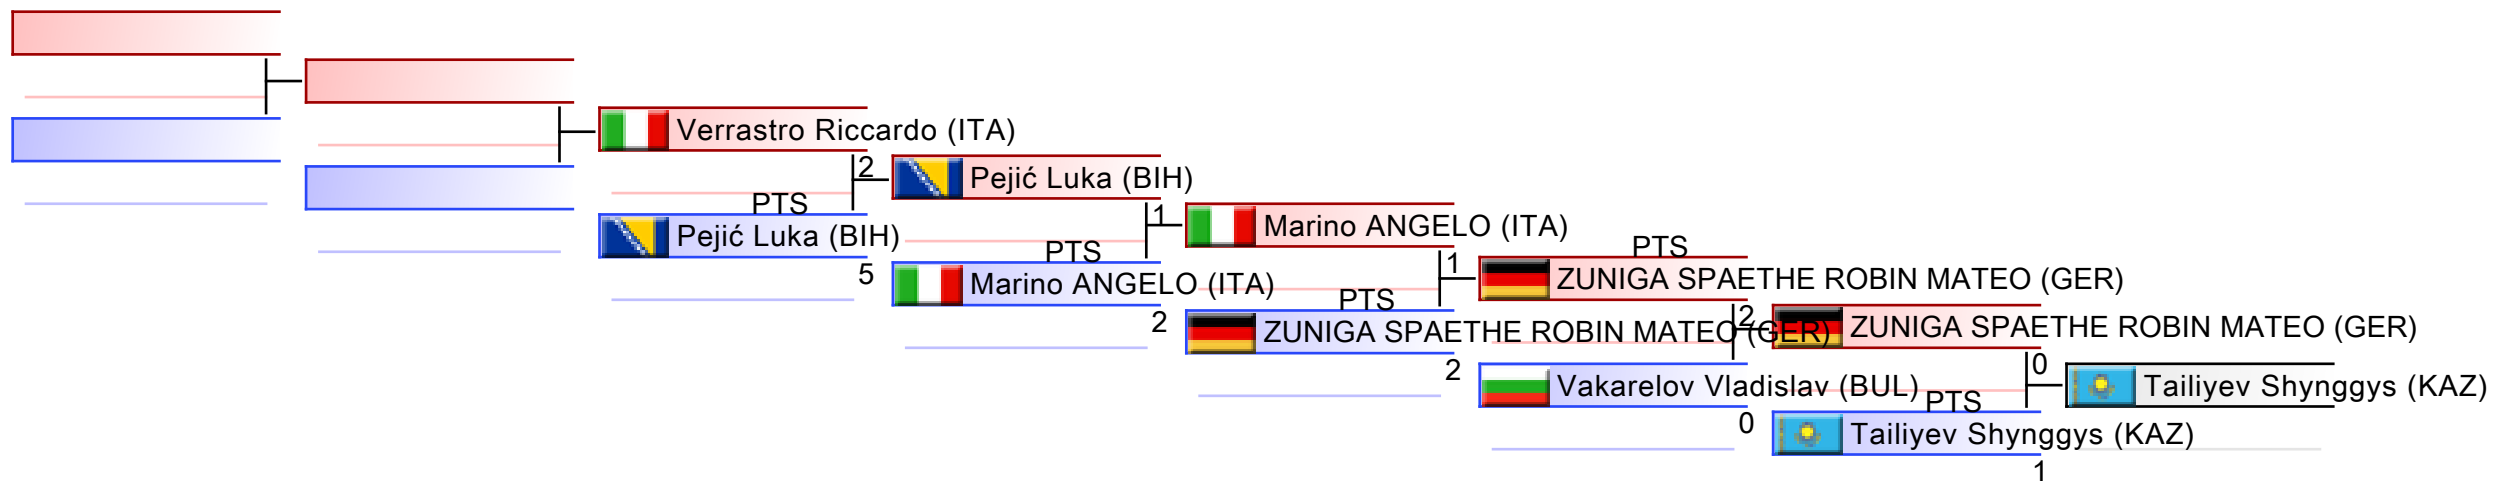 Verrastro Riccardo (ITA)
2
PTS
Pejić Luka (BIH)
5
Pejić Luka (BIH)
1
PTS
Marino ANGELO (ITA)
2
Marino ANGELO (ITA)
1
PTS
ZUNIGA SPAETHE ROBIN MATEO (GER)
2
PTS
ZUNIGA SPAETHE ROBIN MATEO (GER)
2
Vakarelov Vladislav (BUL)
0
ZUNIGA SPAETHE ROBIN MATEO (GER)
0
PTS
Tailiyev Shynggys (KAZ)
1
Tailiyev Shynggys (KAZ)